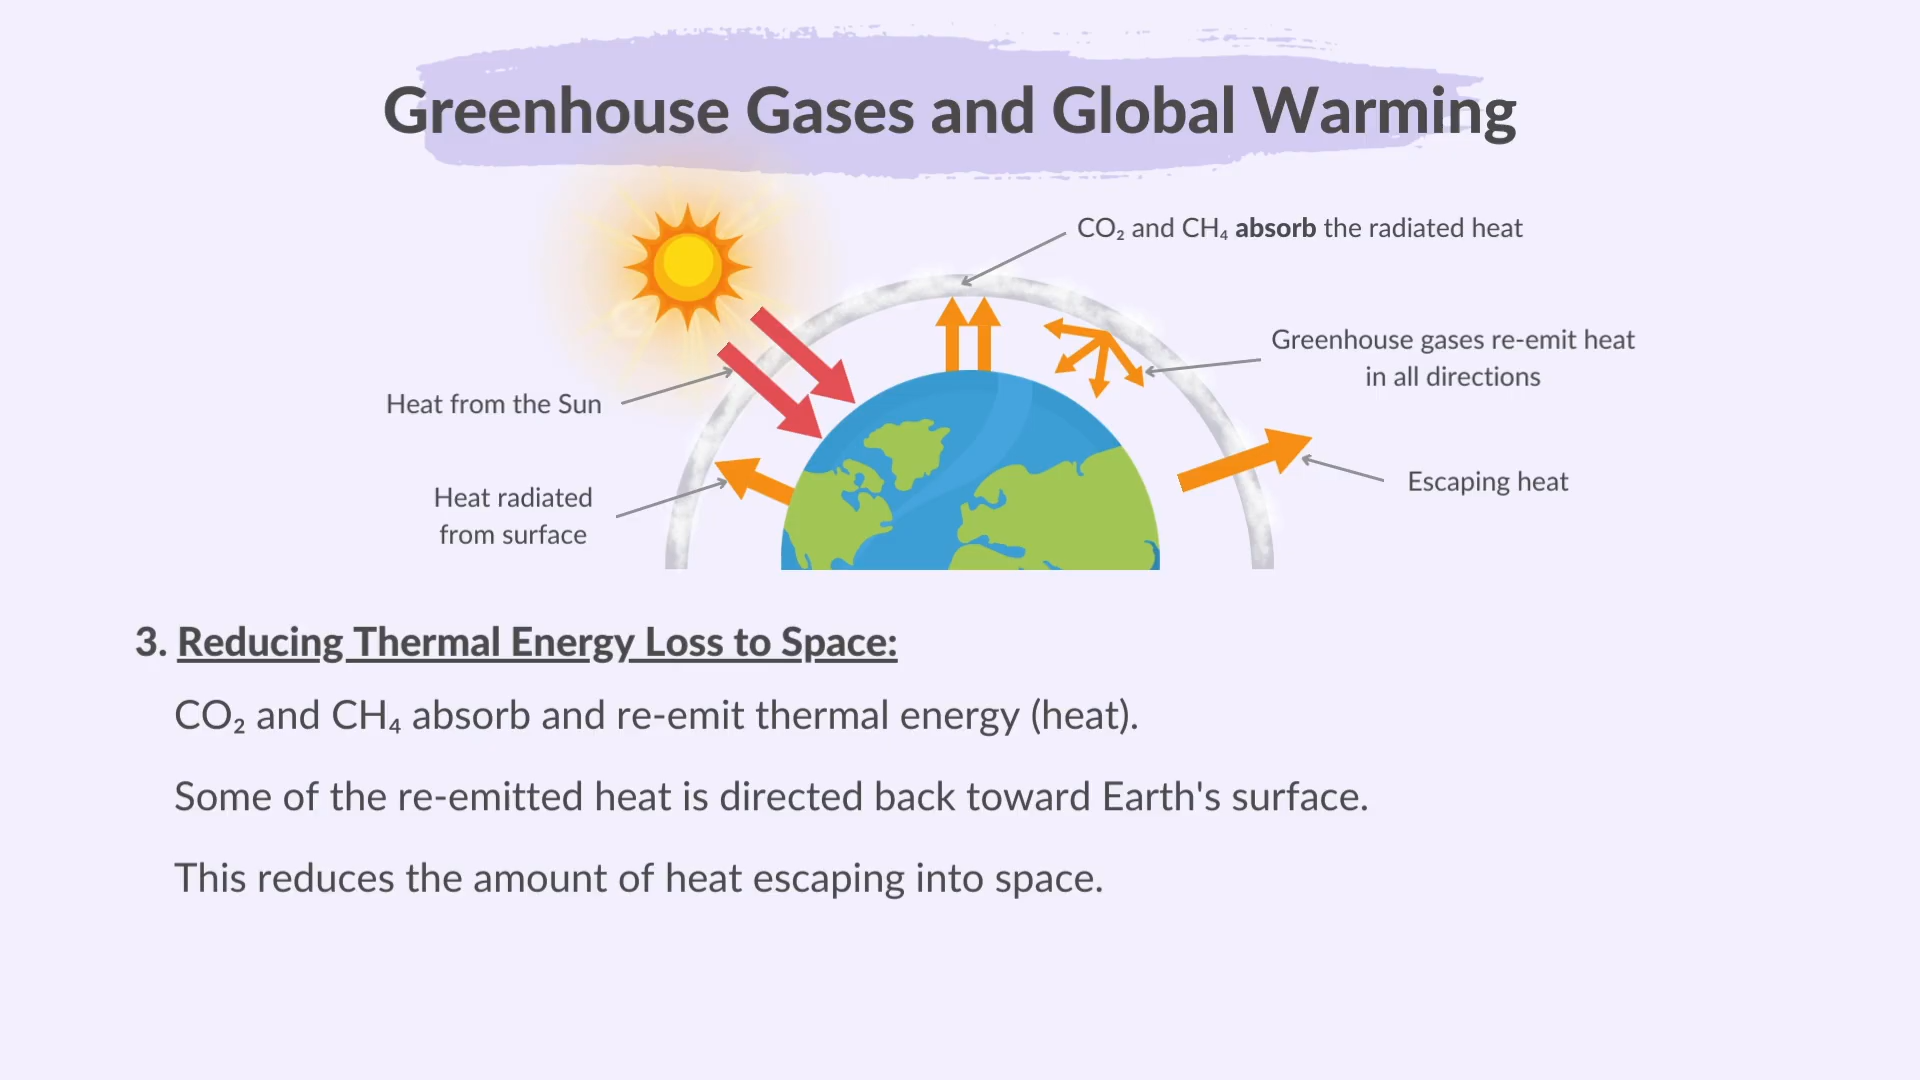 Greenhouse Gases and Global Warming
CO₂ and CH₄ absorb the radiated heat
Greenhouse gases re-emit heat
in all directions
Heat from the Sun
Escaping heat
Heat radiated
from surface
3. Reducing Thermal Energy Loss to Space:
CO₂ and CH₄ absorb and re-emit thermal energy (heat).
Some of the re-emitted heat is directed back toward Earth's surface.
This reduces the amount of heat escaping into space.